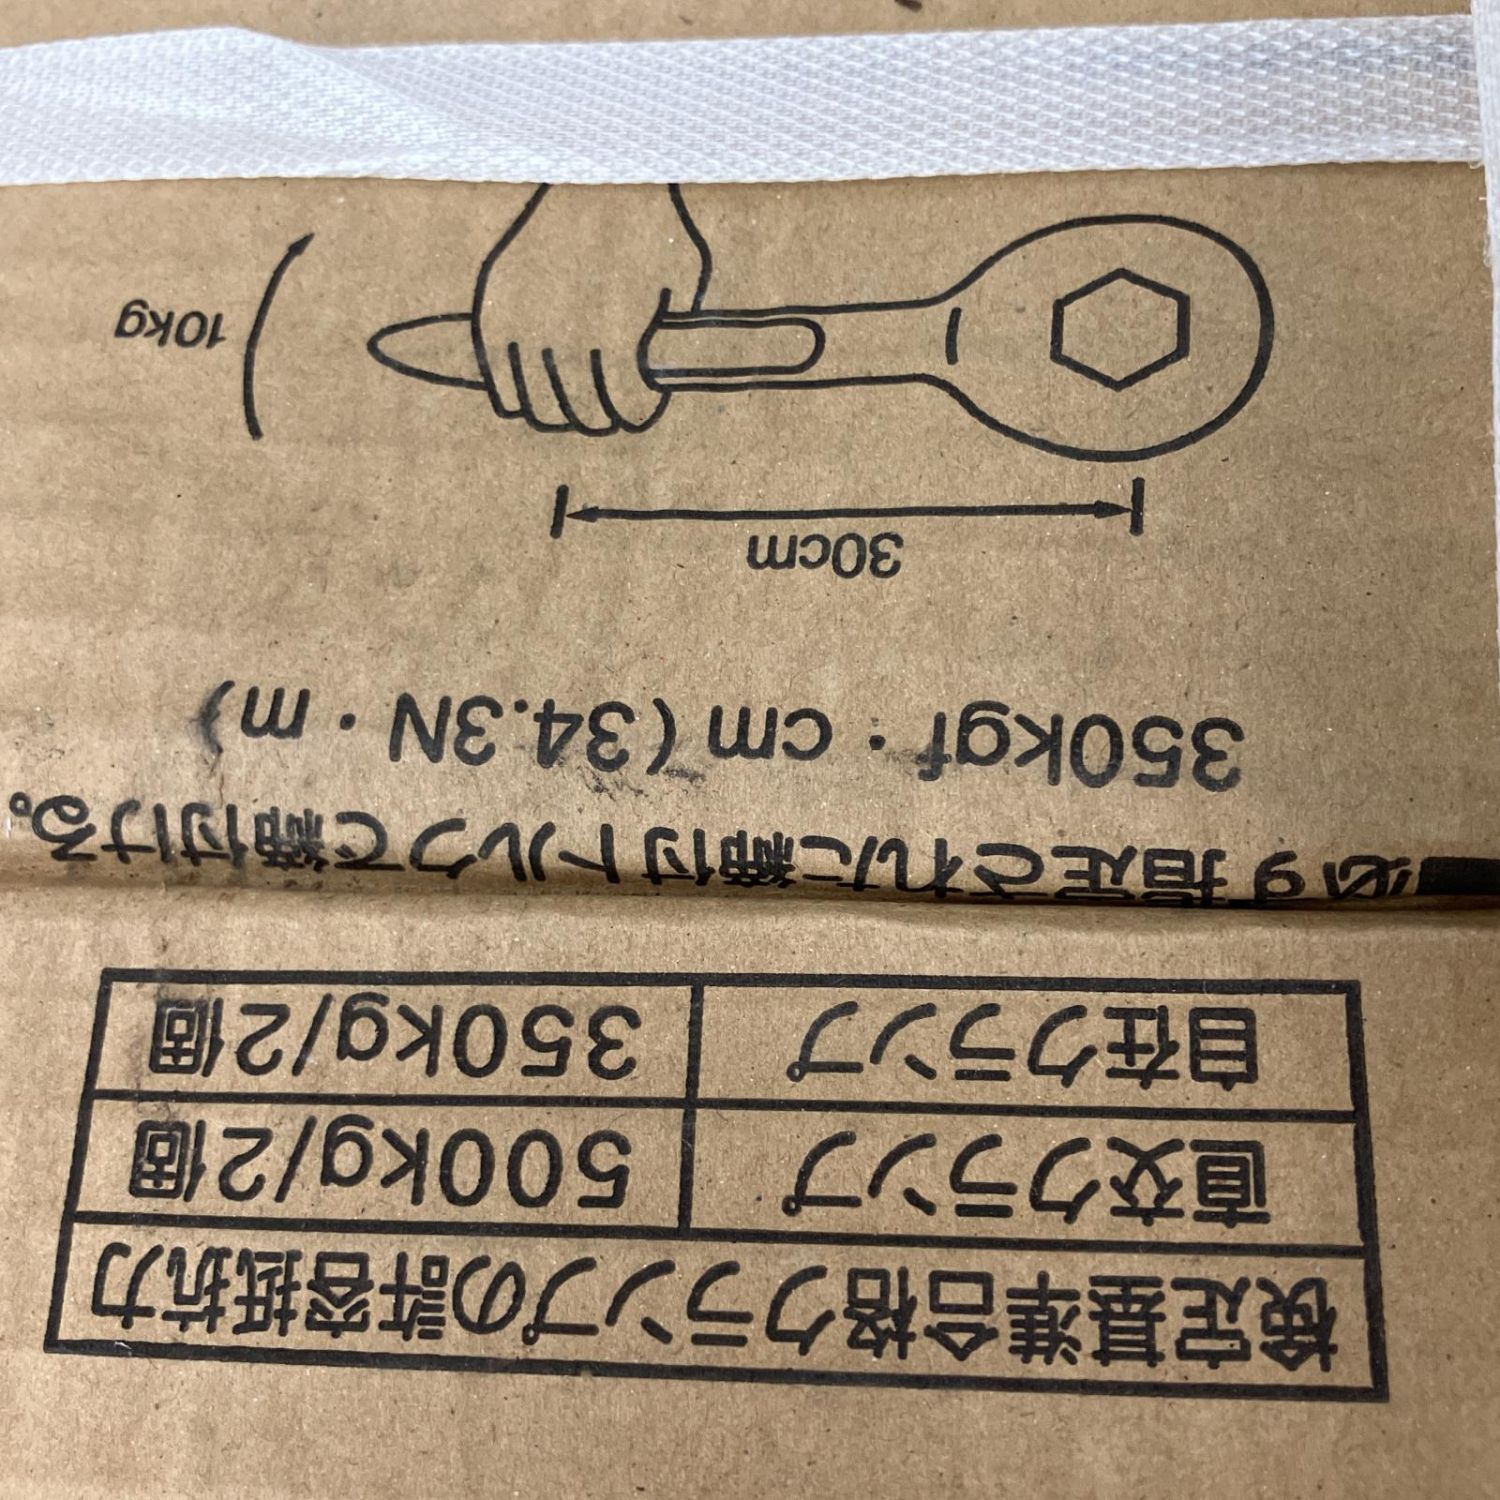 検定基準合格クランプの許容抵抗力
直交クランプ 500kg/2個
自在クランプ 350kg/2個
必ず指定された締付トルクで締付ける。
350kgf・cm(34.3N・m)
30cm
10kg